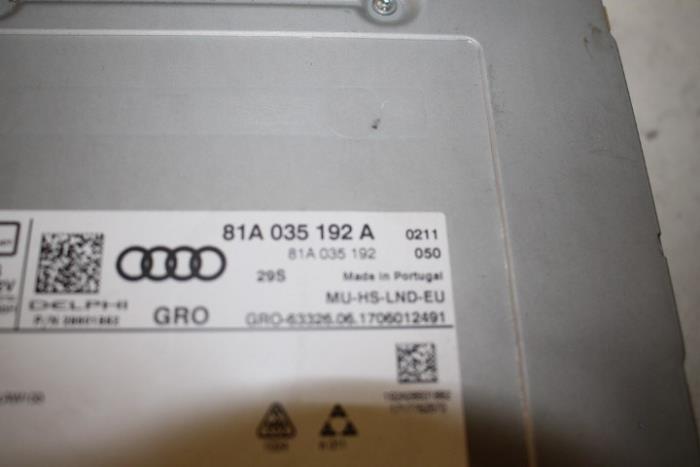 81A 035 192 A 0211
81A 035 192 050
29S Made in Portugal
DELPHI MU-HS-LND-EU
GRO GRO-63326.06.1706012491